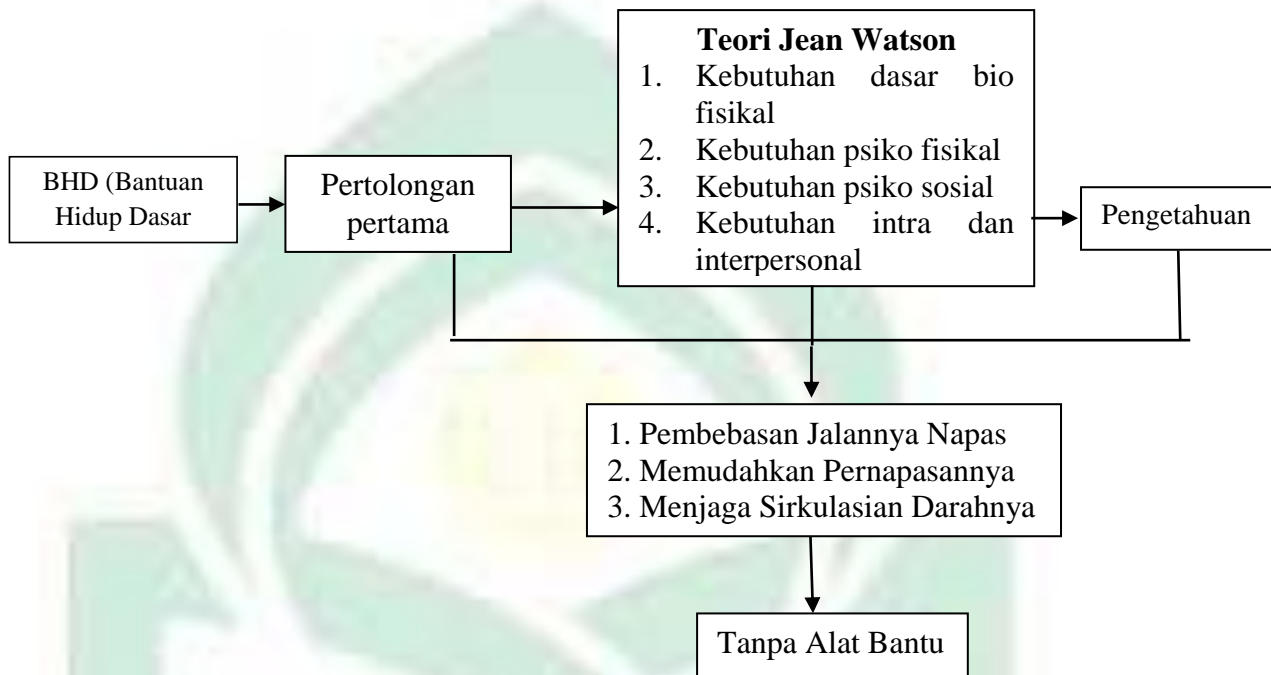 Teori Jean Watson
1. Kebutuhan dasar bio
fisikal
2. Kebutuhan psiko fisikal
3. Kebutuhan psiko sosial
4. Kebutuhan intra dan
interpersonal
BHD (Bantuan
Hidup Dasar
Pertolongan
pertama
Pengetahuan
1. Pembebasan Jalannya Napas
2. Memudahkan Pernapasannya
3. Menjaga Sirkulasian Darahnya
Tanpa Alat Bantu